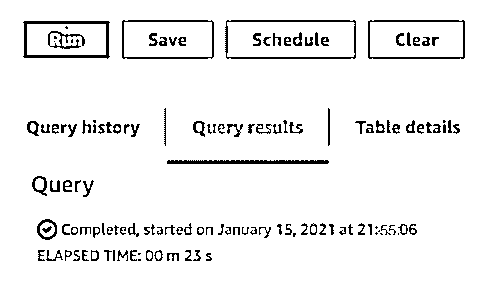 Run Save Schedule Clear
Query history Query results Table details
Query
Completed, started on January 15, 2021 at 21:55:06
ELAPSED TIME: 00 m 23 s